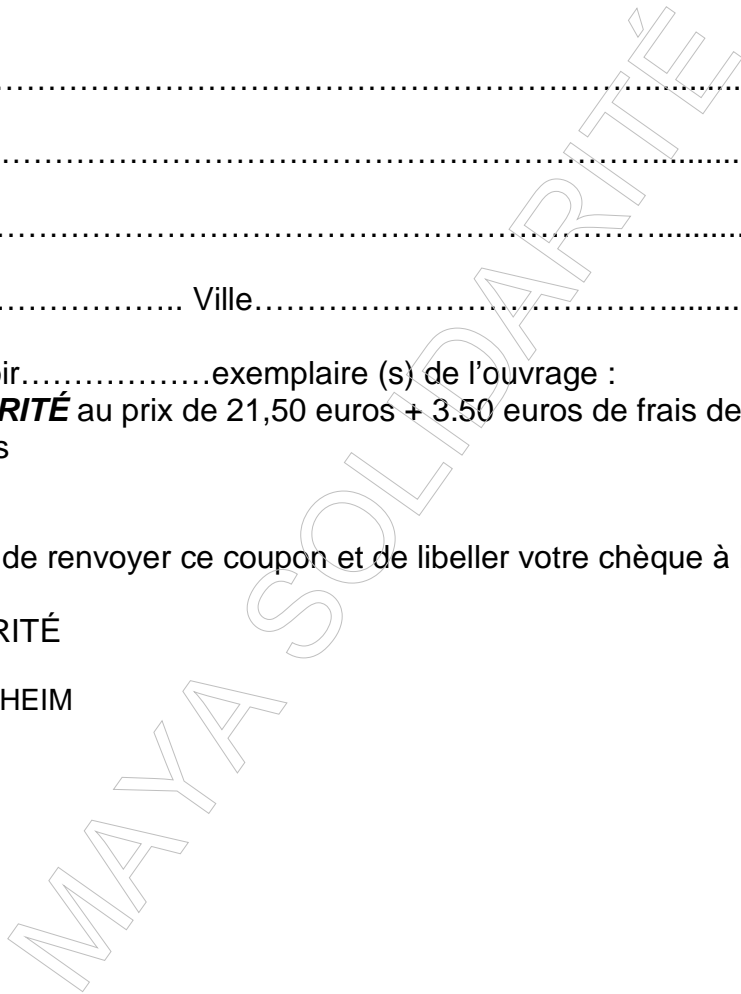 ……………………………………………………………...........
……………………………………………………………...........
……………………………………………………………...........
……………….. Ville…………………………………........
oir………………exemplaire (s) de l’ouvrage :
RITÉ au prix de 21,50 euros + 3.50 euros de frais de
s
de renvoyer ce coupon et de libeller votre chèque à
RITÉ
HEIM
MAYA SOLIDARITÉ